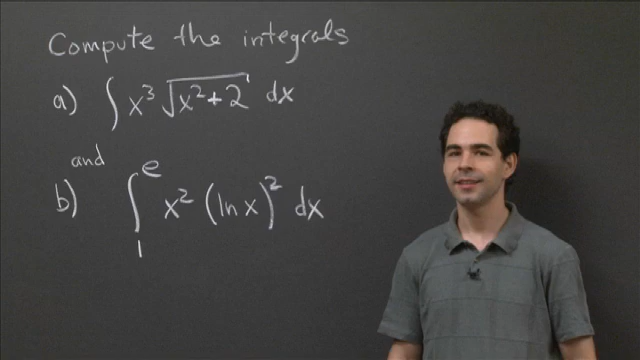 Compute the integrals
a) ∫ x³ √(x²+2) dx
and
b) ∫₁ᵉ x² (ln x)² dx